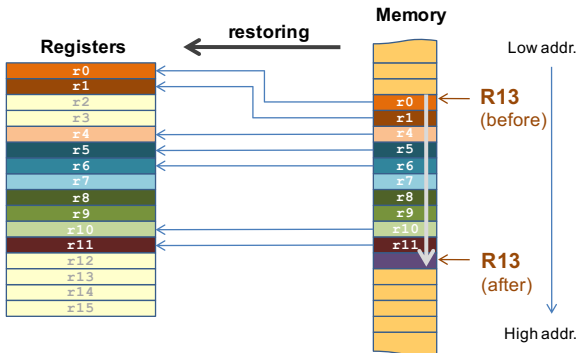 Memory
restoring
Registers
Low addr.
r0
r1
r2
r3
r4
r5
r6
r7
r8
r9
r10
r11
r12
r13
r14
r15
r0
r1
r4
r5
r6
r7
r8
r9
r10
r11
R13
(before)
R13
(after)
High addr.